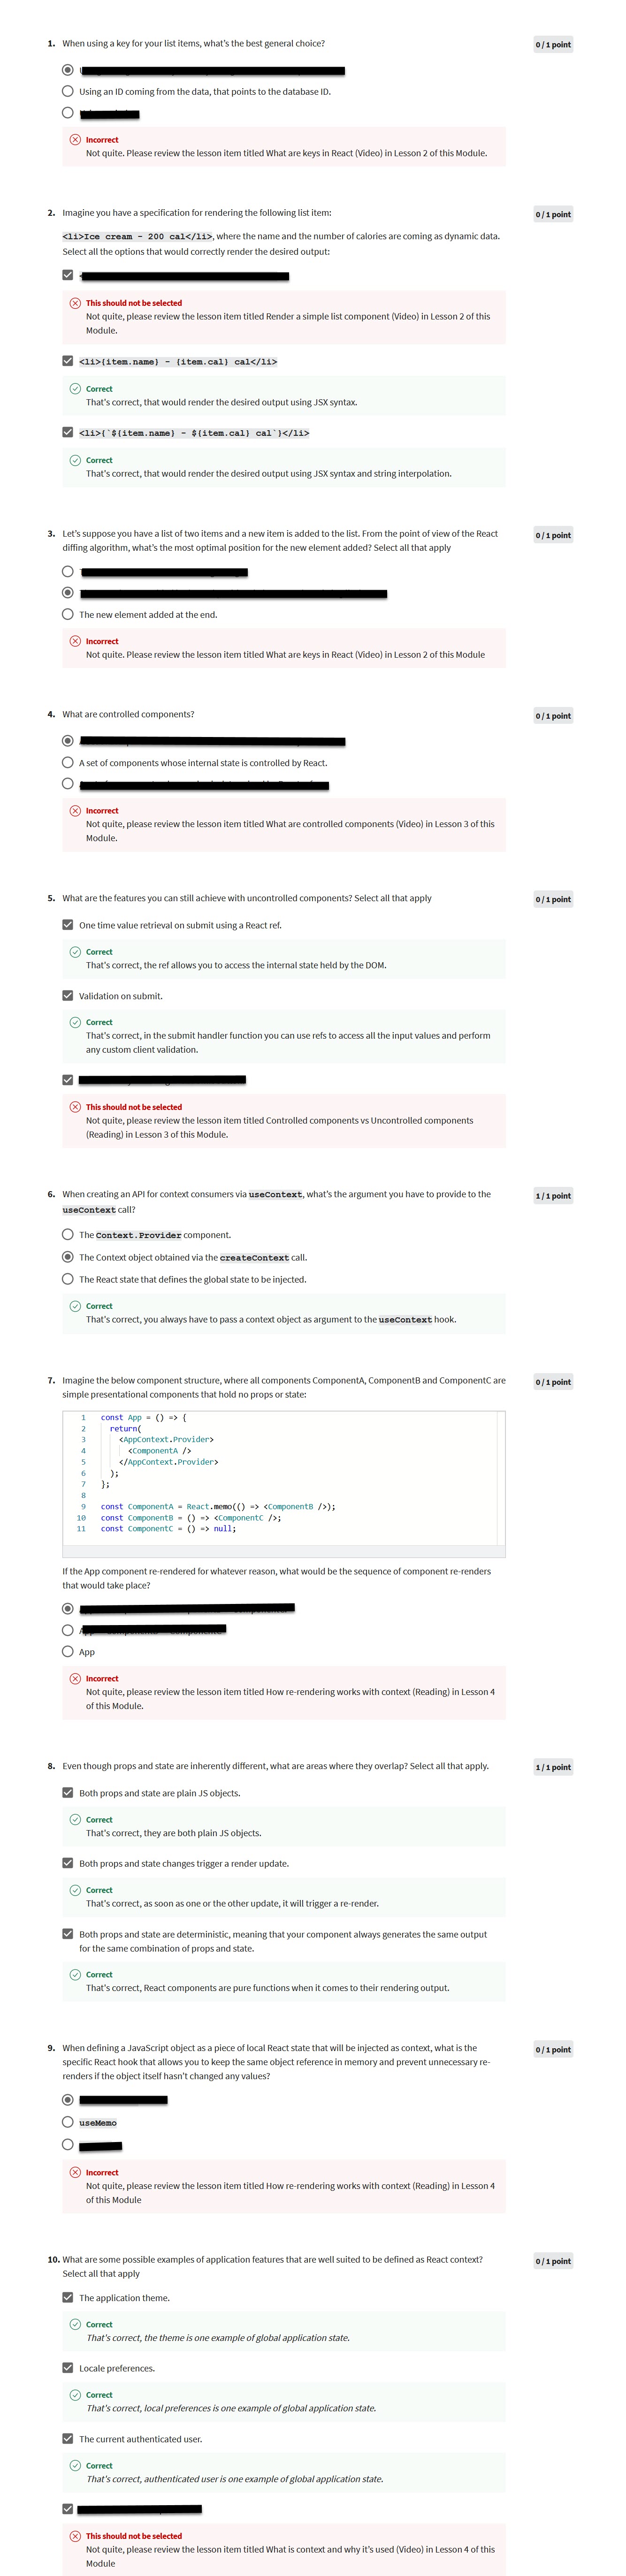 1. When using a key for your list items, what's the best general choice?
0 / 1 point
Using an ID coming from the data, that points to the database ID.
Incorrect
Not quite. Please review the lesson item titled What are keys in React (Video) in Lesson 2 of this Module.
2. Imagine you have a specification for rendering the following list item:
0 / 1 point
<li>Ice cream - 200 cal</li>, where the name and the number of calories are coming as dynamic data.
Select all the options that would correctly render the desired output:
This should not be selected
Not quite, please review the lesson item titled Render a simple list component (Video) in Lesson 2 of this
Module.
<li>{item.name} - {item.cal} cal</li>
Correct
That's correct, that would render the desired output using JSX syntax.
<li>{`${item.name} - ${item.cal} cal`}</li>
Correct
That's correct, that would render the desired output using JSX syntax and string interpolation.
3. Let's suppose you have a list of two items and a new item is added to the list. From the point of view of the React
0 / 1 point
diffing algorithm, what's the most optimal position for the new element added? Select all that apply
The new element added at the end.
Incorrect
Not quite. Please review the lesson item titled What are keys in React (Video) in Lesson 2 of this Module
4. What are controlled components?
0 / 1 point
A set of components whose internal state is controlled by React.
Incorrect
Not quite, please review the lesson item titled What are controlled components (Video) in Lesson 3 of this
Module.
5. What are the features you can still achieve with uncontrolled components? Select all that apply
0 / 1 point
One time value retrieval on submit using a React ref.
Correct
That's correct, the ref allows you to access the internal state held by the DOM.
Validation on submit.
Correct
That's correct, in the submit handler function you can use refs to access all the input values and perform
any custom client validation.
This should not be selected
Not quite, please review the lesson item titled Controlled components vs Uncontrolled components
(Reading) in Lesson 3 of this Module.
6. When creating an API for context consumers via useContext, what's the argument you have to provide to the
1 / 1 point
useContext call?
The Context.Provider component.
The Context object obtained via the createContext call.
The React state that defines the global state to be injected.
Correct
That's correct, you always have to pass a context object as argument to the useContext hook.
7. Imagine the below component structure, where all components ComponentA, ComponentB and ComponentC are
0 / 1 point
simple presentational components that hold no props or state:
1 const App = () => {
2 return(
3 <AppContext.Provider>
4 <ComponentA />
5 </AppContext.Provider>
6 );
7 };
8
9 const ComponentA = React.memo(() => <ComponentB />);
10 const ComponentB = () => <ComponentC />;
11 const ComponentC = () => null;
If the App component re-rendered for whatever reason, what would be the sequence of component re-renders
that would take place?
App
Incorrect
Not quite, please review the lesson item titled How re-rendering works with context (Reading) in Lesson 4
of this Module.
8. Even though props and state are inherently different, what are areas where they overlap? Select all that apply.
1 / 1 point
Both props and state are plain JS objects.
Correct
That's correct, they are both plain JS objects.
Both props and state changes trigger a render update.
Correct
That's correct, as soon as one or the other update, it will trigger a re-render.
Both props and state are deterministic, meaning that your component always generates the same output
for the same combination of props and state.
Correct
That's correct, React components are pure functions when it comes to their rendering output.
9. When defining a JavaScript object as a piece of local React state that will be injected as context, what is the
0 / 1 point
specific React hook that allows you to keep the same object reference in memory and prevent unnecessary re-
renders if the object itself hasn't changed any values?
useMemo
Incorrect
Not quite, please review the lesson item titled How re-rendering works with context (Reading) in Lesson 4
of this Module
10. What are some possible examples of application features that are well suited to be defined as React context?
0 / 1 point
Select all that apply
The application theme.
Correct
That's correct, the theme is one example of global application state.
Locale preferences.
Correct
That's correct, local preferences is one example of global application state.
The current authenticated user.
Correct
That's correct, authenticated user is one example of global application state.
This should not be selected
Not quite, please review the lesson item titled What is context and why it's used (Video) in Lesson 4 of this
Module